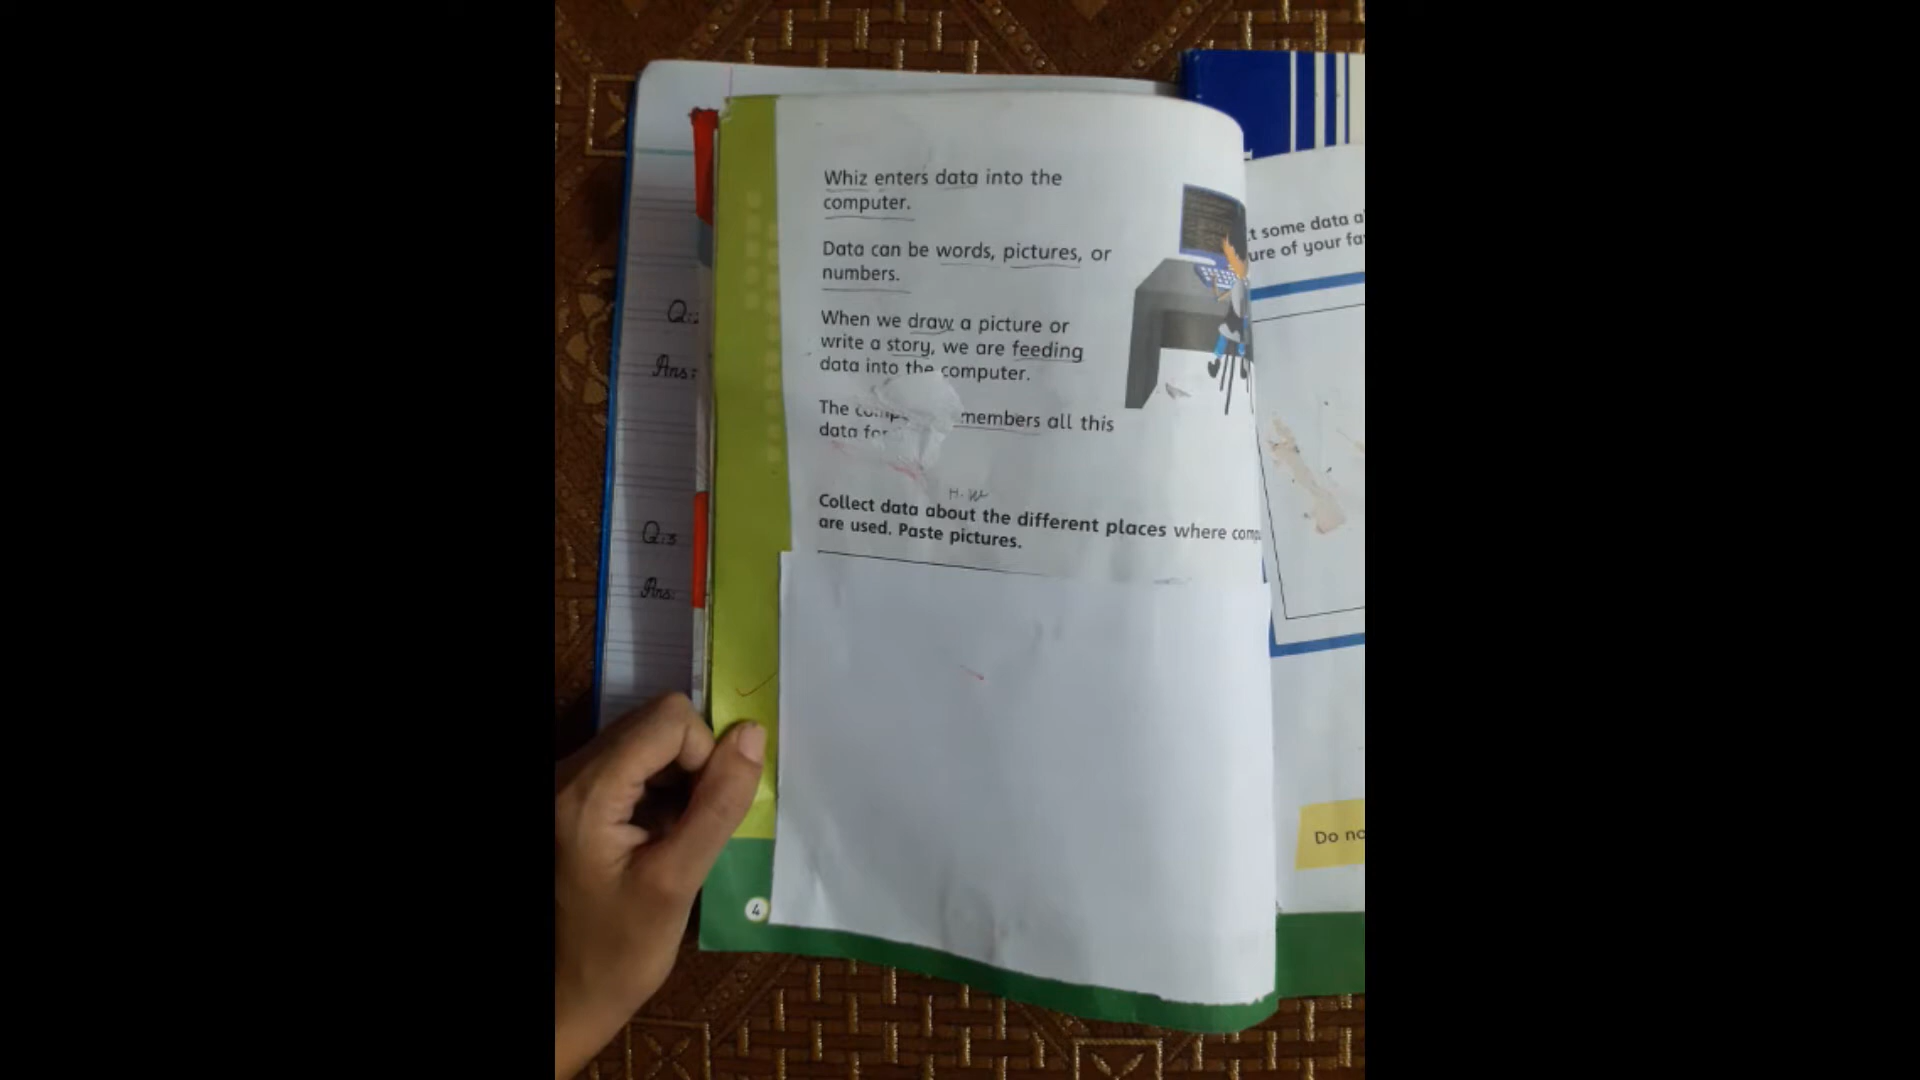 Whiz enters data into the
computer.
Data can be words, pictures, or
numbers.
When we draw a picture or
write a story, we are feeding
data into the computer.
The members all this
data for
H.W
Collect data about the different places where
are used. Paste pictures.
4
Q:
Ans:
Q:3
Ans:
some data
of your
Do